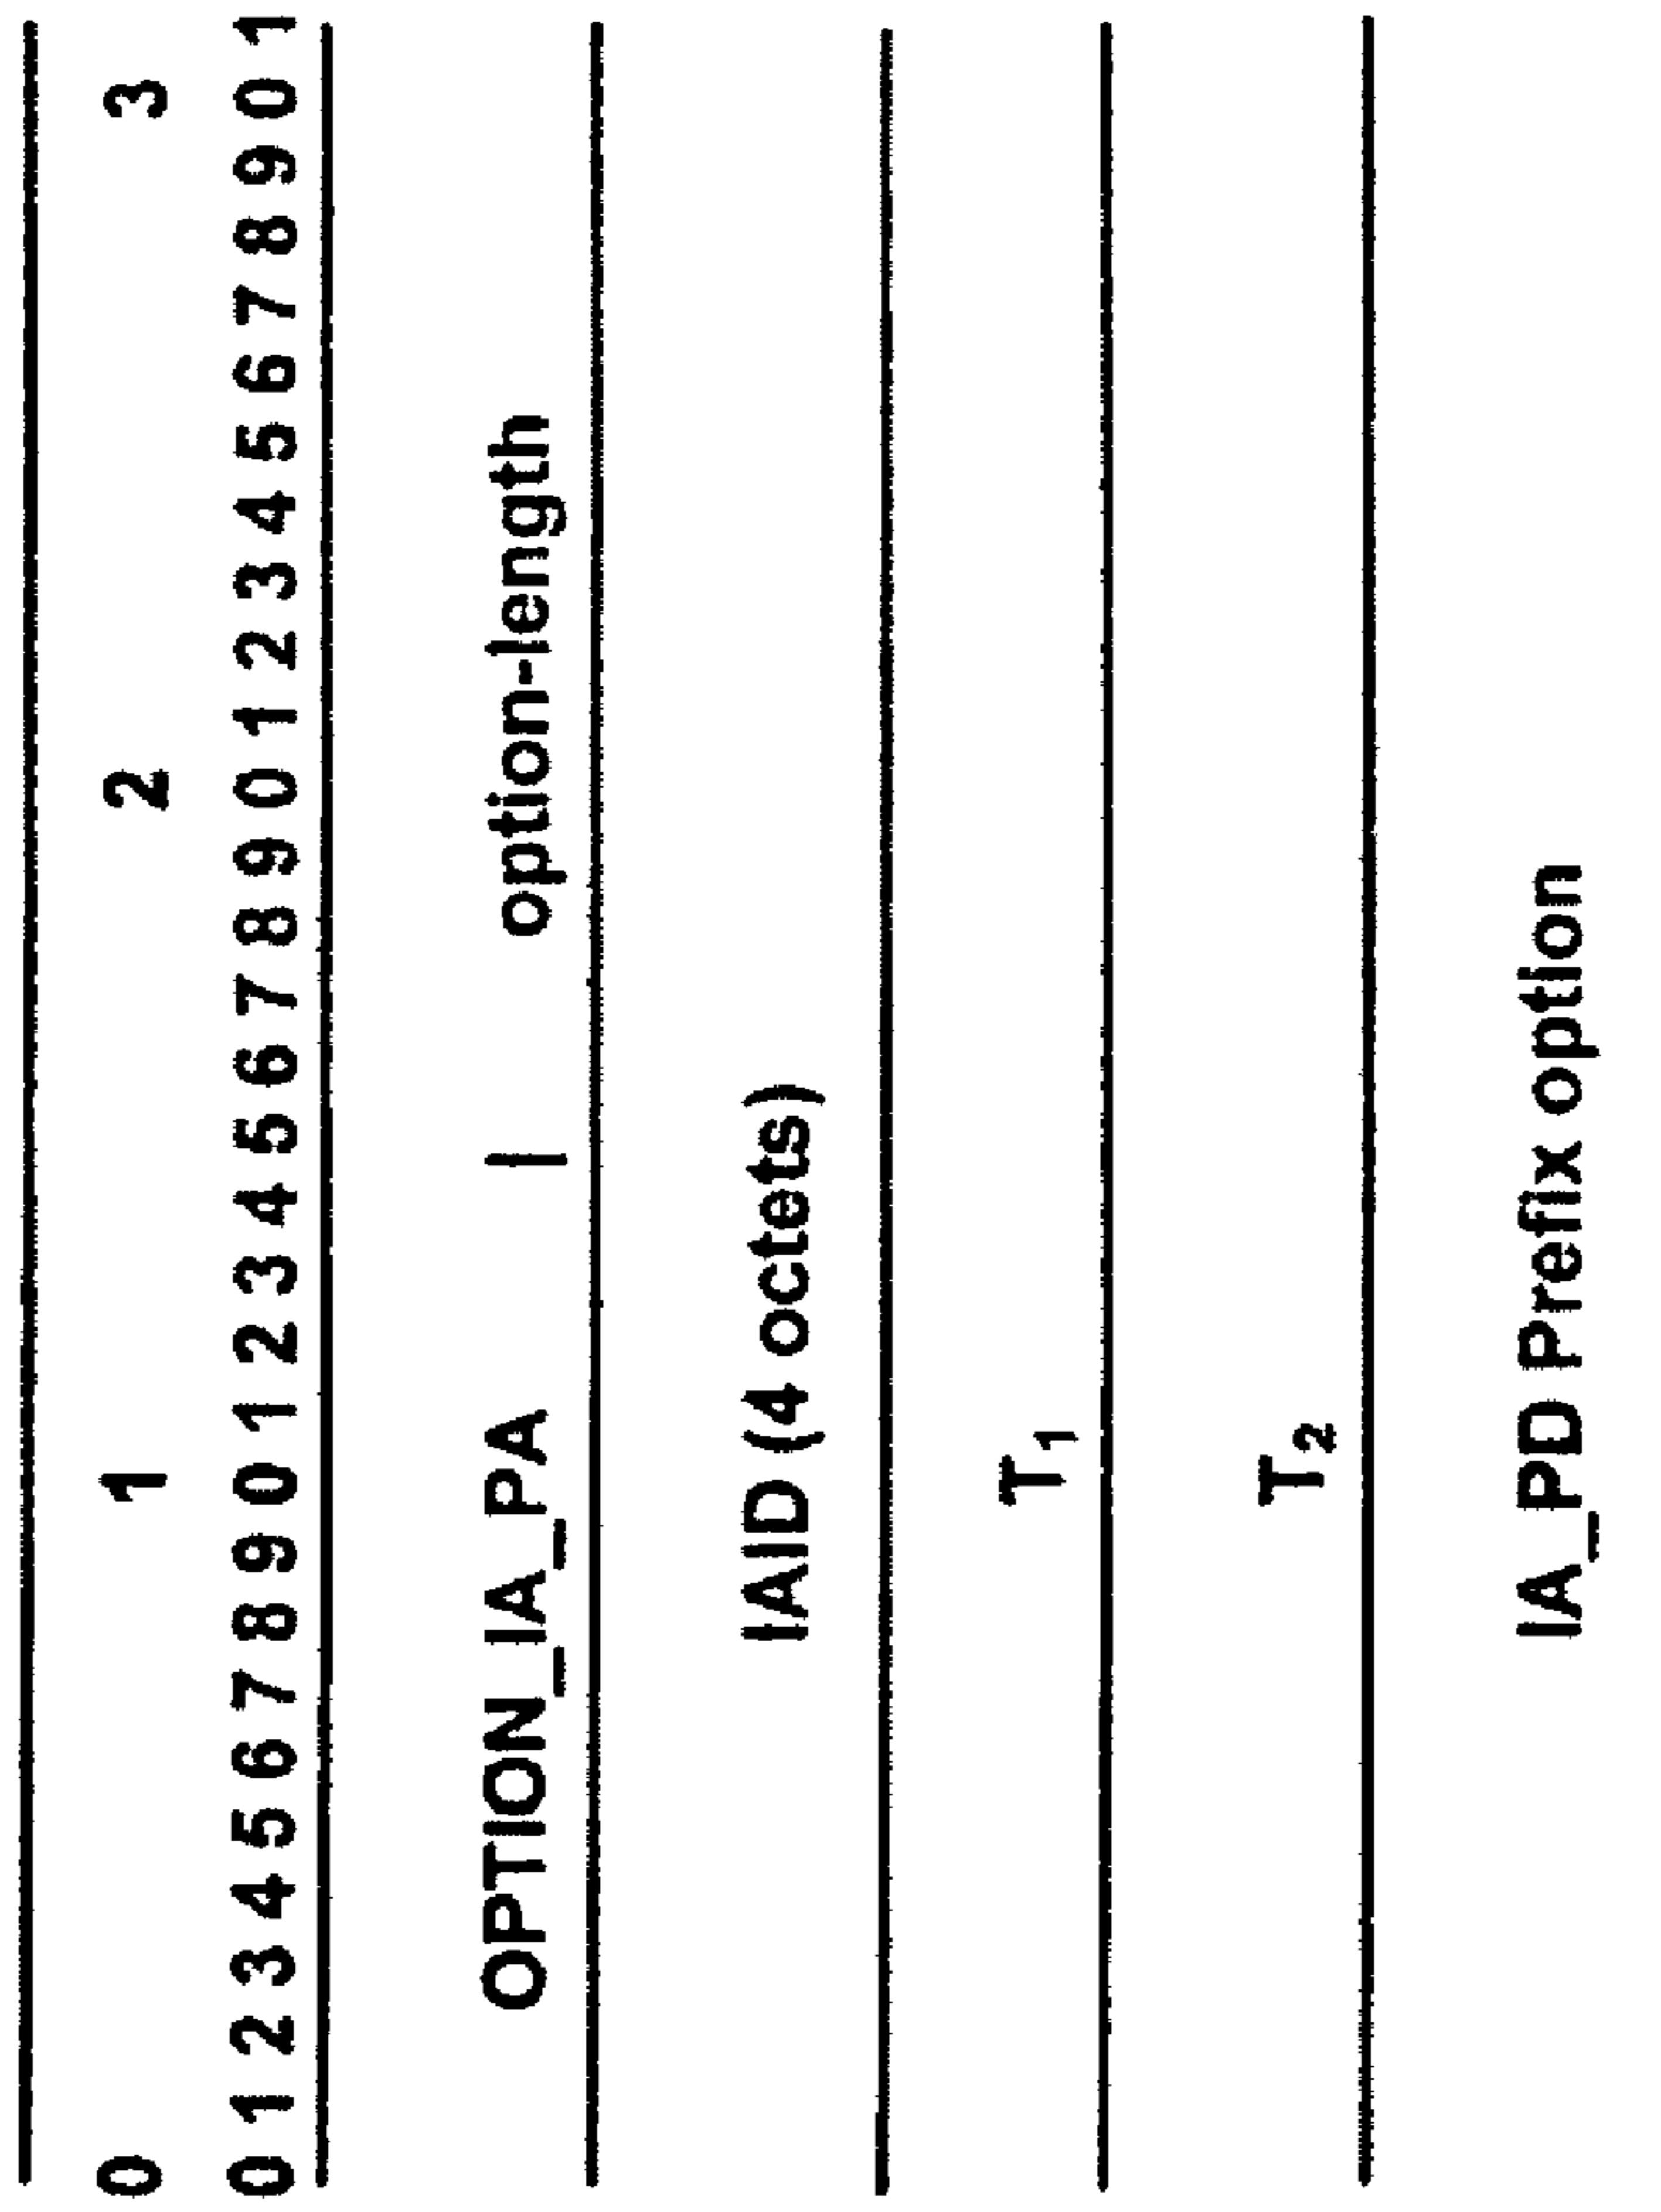 0 1 2 3
0 1 2 3 4 5 6 7 8 9 0 1 2 3 4 5 6 7 8 9 0 1 2 3 4 5 6 7 8 9 0 1
OPTION_IA_PA | option-length
IAID (4 octets)
T1
T2
IA_PD Prefix option